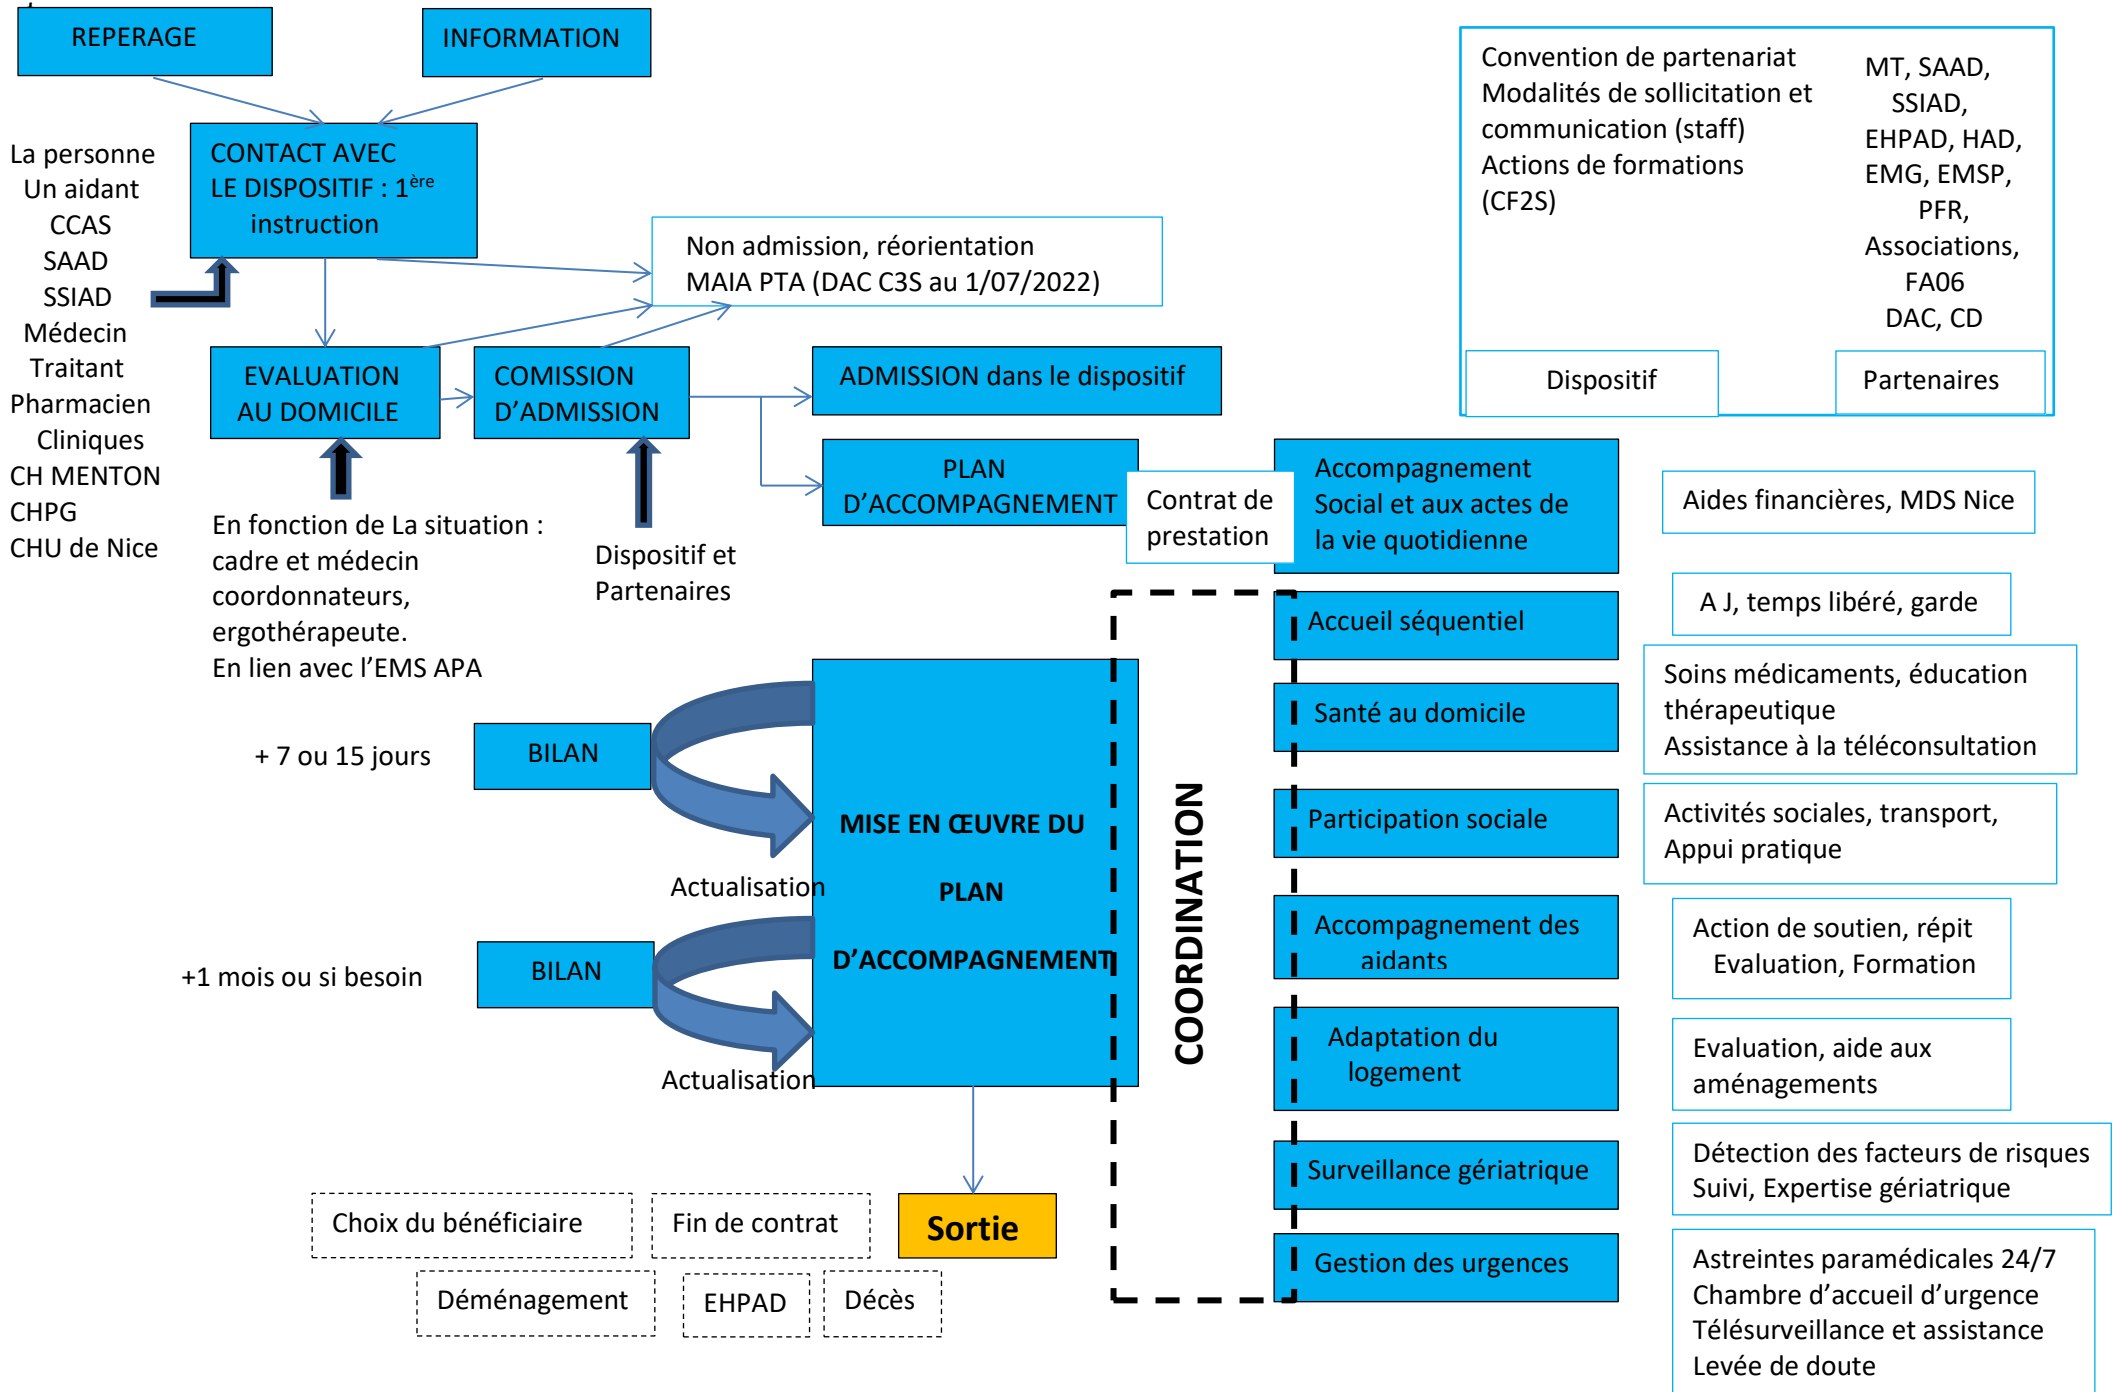 REPERAGE
INFORMATION
Convention de partenariat
Modalités de sollicitation et
communication (staff)
Actions de formations
(CF2S)
MT, SAAD,
SSIAD,
EHPAD, HAD,
EMG, EMSP,
PFR,
Associations,
FA06
DAC, CD
Dispositif
Partenaires
La personne
Un aidant
CCAS
SAAD
SSIAD
Médecin
Traitant
Pharmacien
Cliniques
CH MENTON
CHPG
CHU de Nice
CONTACT AVEC
LE DISPOSITIF : 1ère
instruction
Non admission, réorientation
MAIA PTA (DAC C3S au 1/07/2022)
EVALUATION
AU DOMICILE
COMISSION
D'ADMISSION
ADMISSION dans le dispositif
PLAN
D'ACCOMPAGNEMENT
Contrat de
prestation
En fonction de La situation :
cadre et médecin
coordonnateurs,
ergothérapeute.
En lien avec l'EMS APA
Dispositif et
Partenaires
Accompagnement
Social et aux actes de
la vie quotidienne
Aides financières, MDS Nice
Accueil séquentiel
A J, temps libéré, garde
Santé au domicile
Soins médicaments, éducation
thérapeutique
Assistance à la téléconsultation
Participation sociale
Activités sociales, transport,
Appui pratique
Accompagnement des
aidants
Action de soutien, répit
Evaluation, Formation
Adaptation du
logement
Evaluation, aide aux
aménagements
Surveillance gériatrique
Détection des facteurs de risques
Suivi, Expertise gériatrique
Gestion des urgences
Astreintes paramédicales 24/7
Chambre d'accueil d'urgence
Télésurveillance et assistance
Levée de doute
COORDINATION
+ 7 ou 15 jours
BILAN
Actualisation
+1 mois ou si besoin
BILAN
Actualisation
MISE EN ŒUVRE DU
PLAN
D'ACCOMPAGNEMENT
Sortie
Choix du bénéficiaire
Fin de contrat
Déménagement
EHPAD
Décès